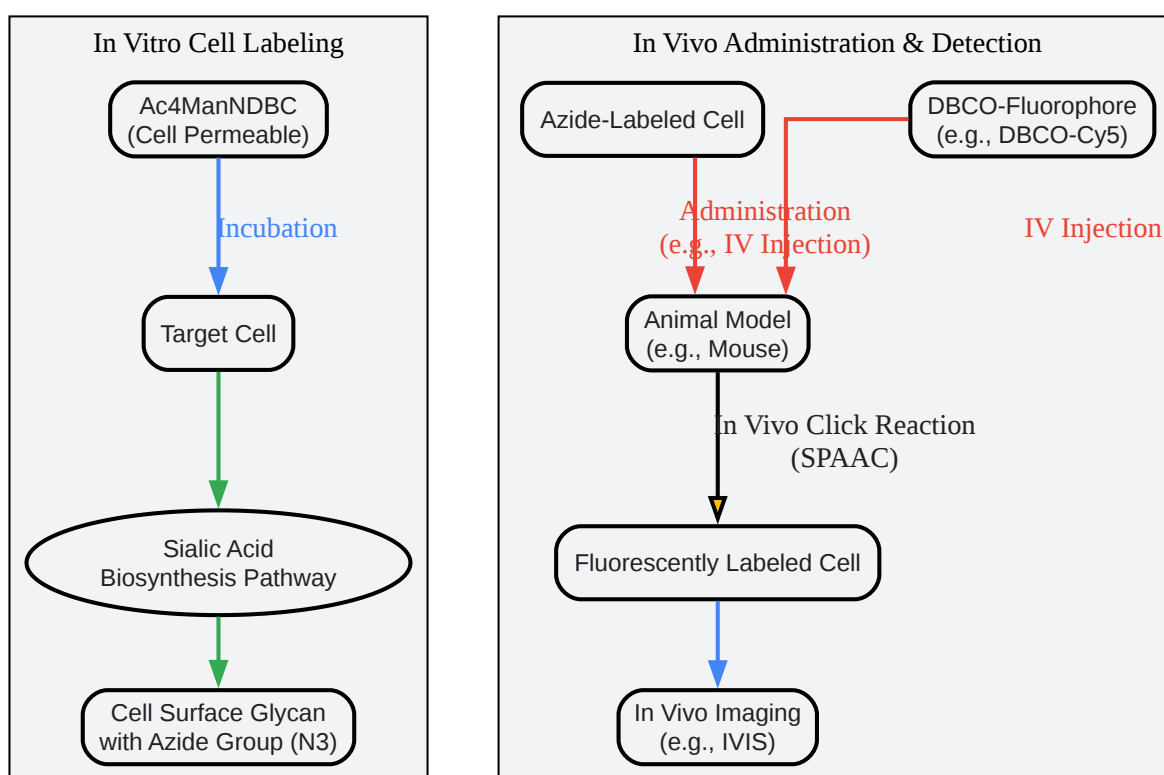 In Vitro Cell Labeling
Ac4ManNDBC
(Cell Permeable)
Incubation
Target Cell
Sialic Acid
Biosynthesis Pathway
Cell Surface Glycan
with Azide Group (N3)
In Vivo Administration & Detection
Azide-Labeled Cell
DBCO-Fluorophore
(e.g., DBCO-Cy5)
Administration
(e.g., IV Injection)
IV Injection
Animal Model
(e.g., Mouse)
In Vivo Click Reaction
(SPAAC)
Fluorescently Labeled Cell
In Vivo Imaging
(e.g., IVIS)